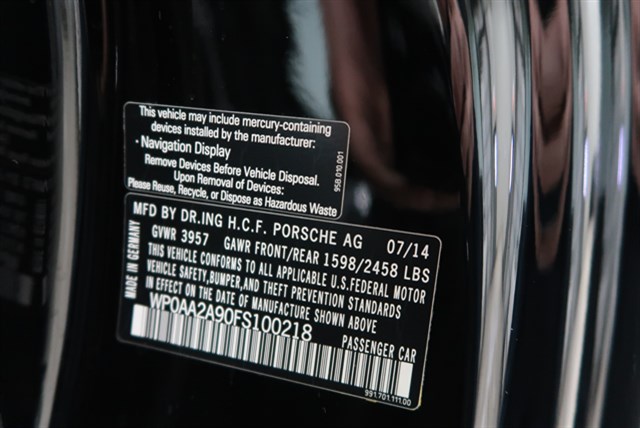 This vehicle may include mercury-containing
devices installed by the manufacturer:
· Navigation Display
Remove Devices Before Vehicle Disposal.
Upon Removal of Devices:
Please Reuse, Recycle, or Dispose as Hazardous Waste
95B.010.001
MFD BY DR.ING H.C.F. PORSCHE AG 07/14
GVWR 3957 GAWR FRONT/REAR 1598/2458 LBS
THIS VEHICLE CONFORMS TO ALL APPLICABLE U.S.FEDERAL MOTOR
VEHICLE SAFETY,BUMPER,AND THEFT PREVENTION STANDARDS
IN EFFECT ON THE DATE OF MANUFACTURE SHOWN ABOVE
WP0AA2A90FS100218
PASSENGER CAR
MADE IN GERMANY
991.701.111.00